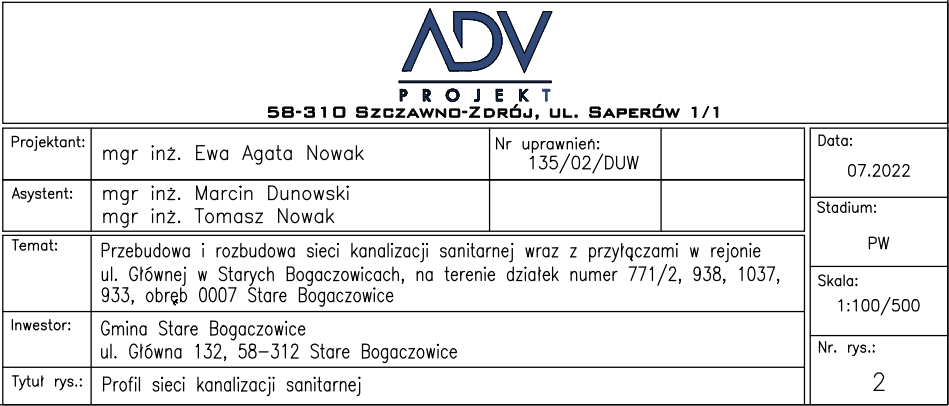 ADV
PROJEKT
58-310 SZCZAWNO-ZDRÓJ, UL. SAPERÓW 1/1
Projektant:
mgr inż. Ewa Agata Nowak
Nr uprawnień:
135/02/DUW
Asystent:
mgr inż. Marcin Dunowski
mgr inż. Tomasz Nowak
Temat:
Przebudowa i rozbudowa sieci kanalizacji sanitarnej wraz z przyłączami w rejonie
ul. Głównej w Starych Bogaczowicach, na terenie działek numer 771/2, 938, 1037,
933, obręb 0007 Stare Bogaczowice
Inwestor:
Gmina Stare Bogaczowice
ul. Główna 132, 58-312 Stare Bogaczowice
Tytuł rys.:
Profil sieci kanalizacji sanitarnej
Data:
07.2022
Stadium:
PW
Skala:
1:100/500
Nr. rys.:
2